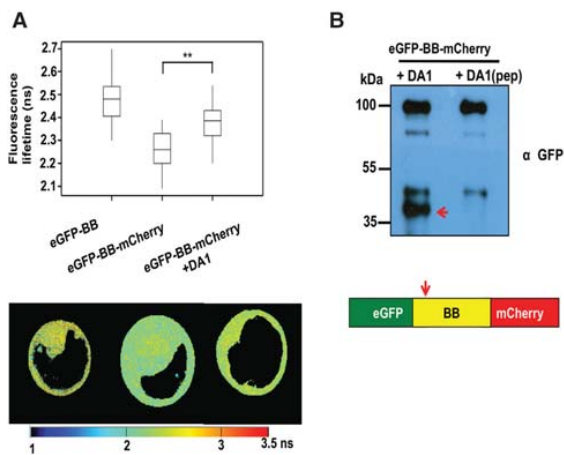 A
Fluorescence
lifetime (ns)
2.7
2.6
2.5
2.4
2.3
2.2
2.1
**
eGFP-BB
eGFP-BB-mCherry
eGFP-BB-mCherry
+DA1
1
2
3
3.5 ns
B
eGFP-BB-mCherry
kDa
+ DA1
+ DA1(pep)
100
55
35
α GFP
eGFP
BB
mCherry